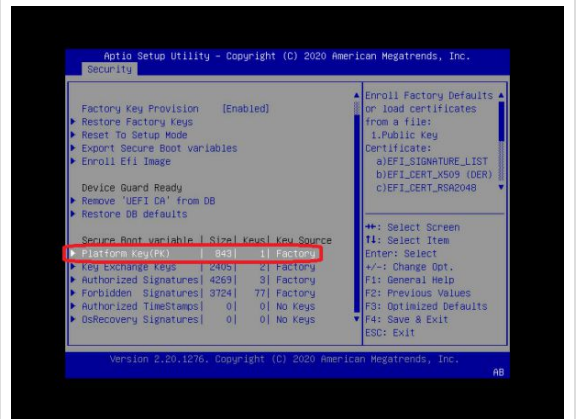 Aptio Setup Utility – Copyright (C) 2020 American Megatrends, Inc.
Security
Factory Key Provision [Enabled]
Restore Factory Keys
Reset To Setup Mode
Export Secure Boot variables
Enroll Efi Image
Device Guard Ready
Remove 'UEFI CA' from DB
Restore DB defaults
Secure Boot variable | Size| Keys| Key Source
Platform Key(PK) | 843| 1| Factory
Key Exchange Keys | 2405| 2| Factory
Authorized Signatures| 4269| 3| Factory
Forbidden Signatures| 3724| 77| Factory
Authorized TimeStamps| 0| 0| No Keys
OsRecovery Signatures| 0| 0| No Keys
Enroll Factory Defaults
or load certificates
from a file:
1.Public Key
Certificate:
a)EFI_SIGNATURE_LIST
b)EFI_CERT_X509 (DER)
c)EFI_CERT_RSA2048
→←: Select Screen
↑↓: Select Item
Enter: Select
+/-: Change Opt.
F1: General Help
F2: Previous Values
F3: Optimized Defaults
F4: Save & Exit
ESC: Exit
Version 2.20.1276. Copyright (C) 2020 American Megatrends, Inc.
AB